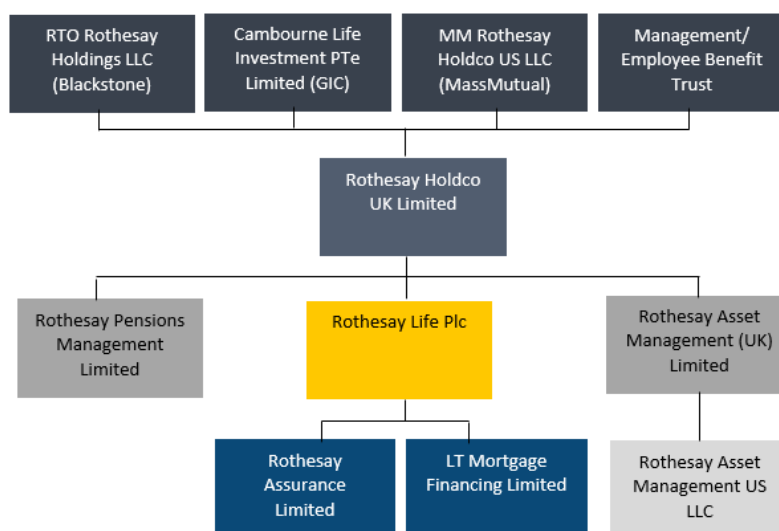 RTO Rothesay
Holdings LLC
(Blackstone)
Cambourne Life
Investment PTe
Limited (GIC)
MM Rothesay
Holdco US LLC
(MassMutual)
Management/
Employee Benefit
Trust
Rothesay Holdco
UK Limited
Rothesay Pensions
Management
Limited
Rothesay Life Plc
Rothesay Asset
Management (UK)
Limited
Rothesay
Assurance
Limited
LT Mortgage
Financing Limited
Rothesay Asset
Management US
LLC